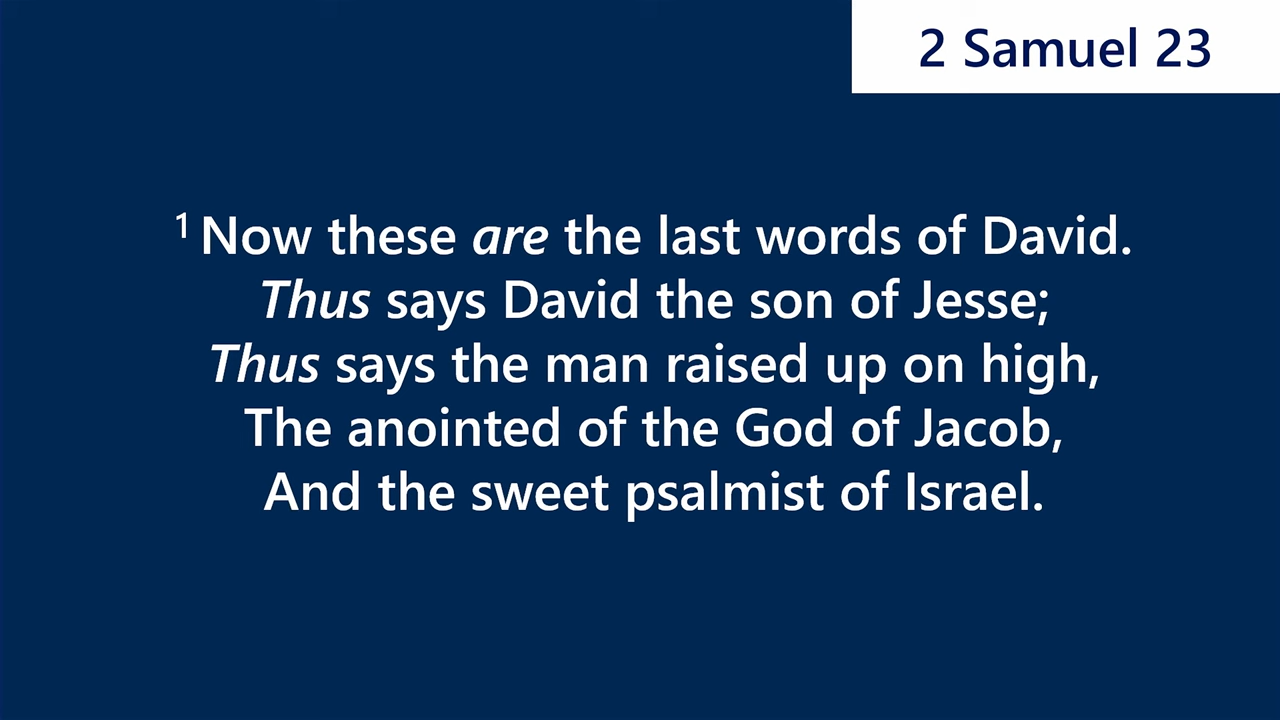 2 Samuel 23
1 Now these are the last words of David.
Thus says David the son of Jesse;
Thus says the man raised up on high,
The anointed of the God of Jacob,
And the sweet psalmist of Israel.